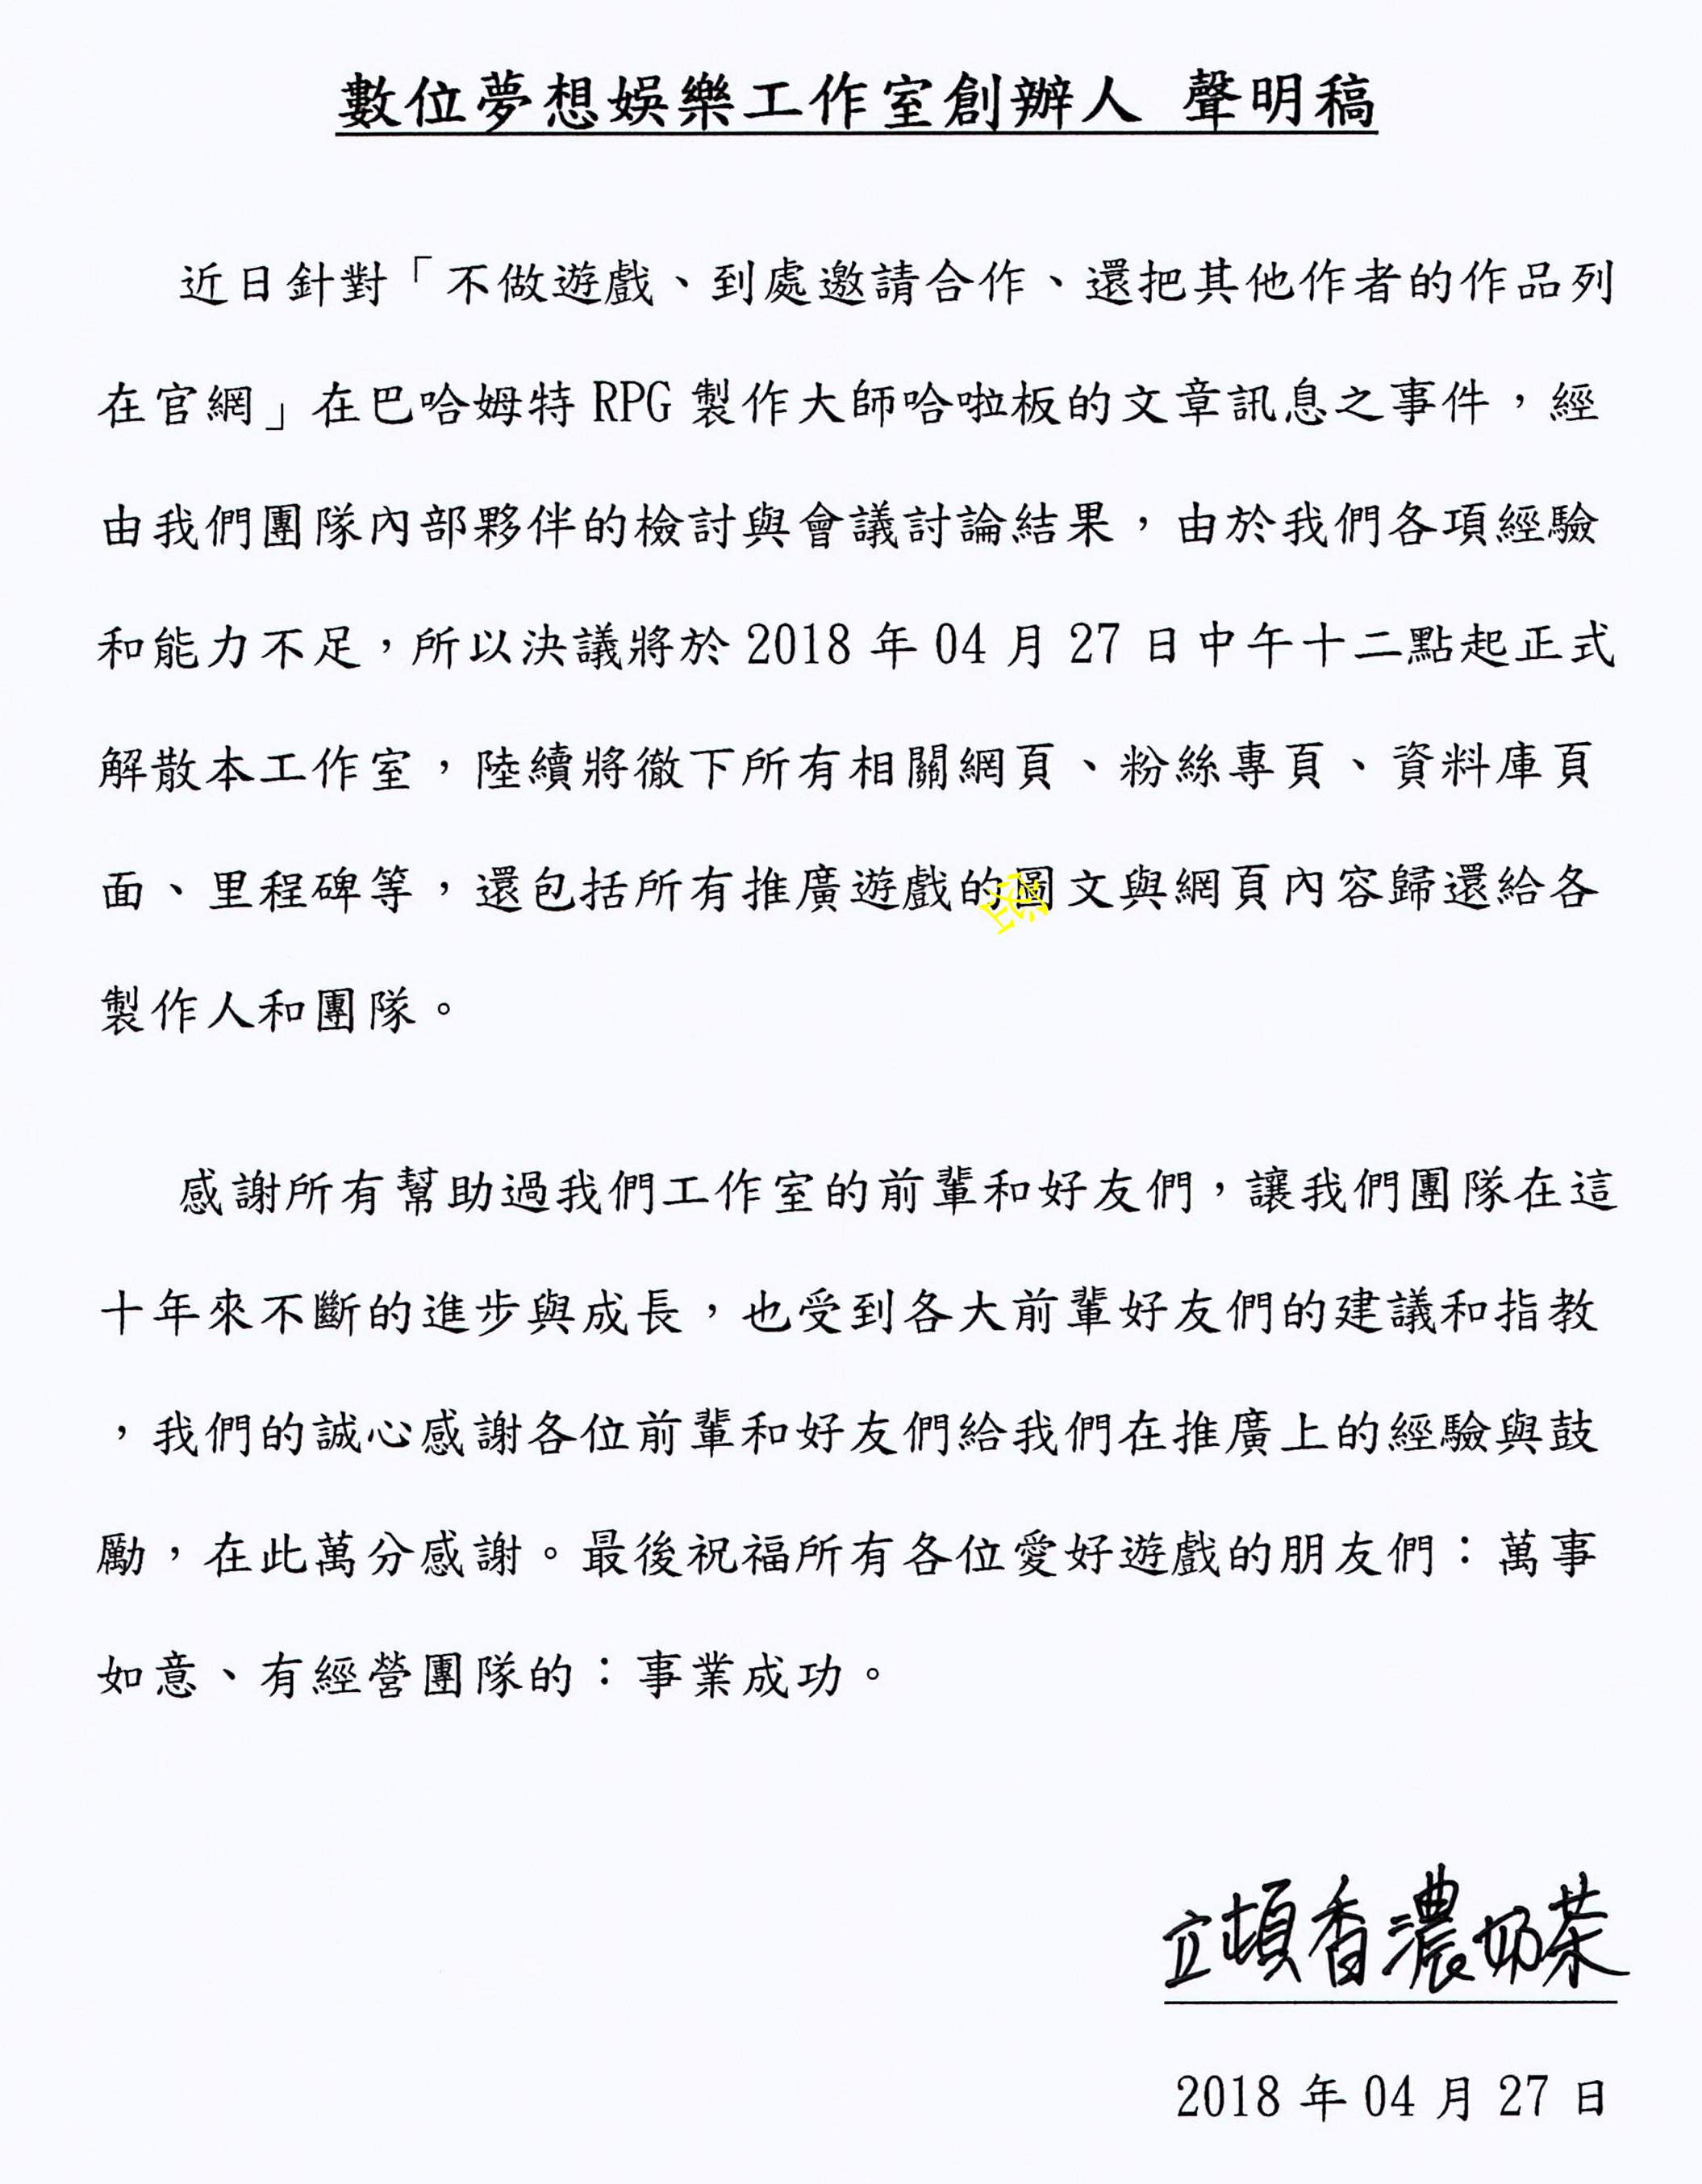 數位夢想娛樂工作室創辦人 聲明稿
近日針對「不做遊戲、到處邀請合作、還把其他作者的作品列
在官網」在巴哈姆特 RPG 製作大師哈啦板的文章訊息之事件，經
由我們團隊內部夥伴的檢討與會議討論結果，由於我們各項經驗
和能力不足，所以決議將於 2018 年 04 月 27 日中午十二點起正式
解散本工作室，陸續將徹下所有相關網頁、粉絲專頁、資料庫頁
面、里程碑等，還包括所有推廣遊戲的圖文與網頁內容歸還給各
製作人和團隊。
感謝所有幫助過我們工作室的前輩和好友們，讓我們團隊在這
十年來不斷的進步與成長，也受到各大前輩好友們的建議和指教
，我們的誠心感謝各位前輩和好友們給我們在推廣上的經驗與鼓
勵，在此萬分感謝。最後祝福所有各位愛好遊戲的朋友們：萬事
如意、有經營團隊的：事業成功。
立頓香濃奶茶
2018 年 04 月 27 日